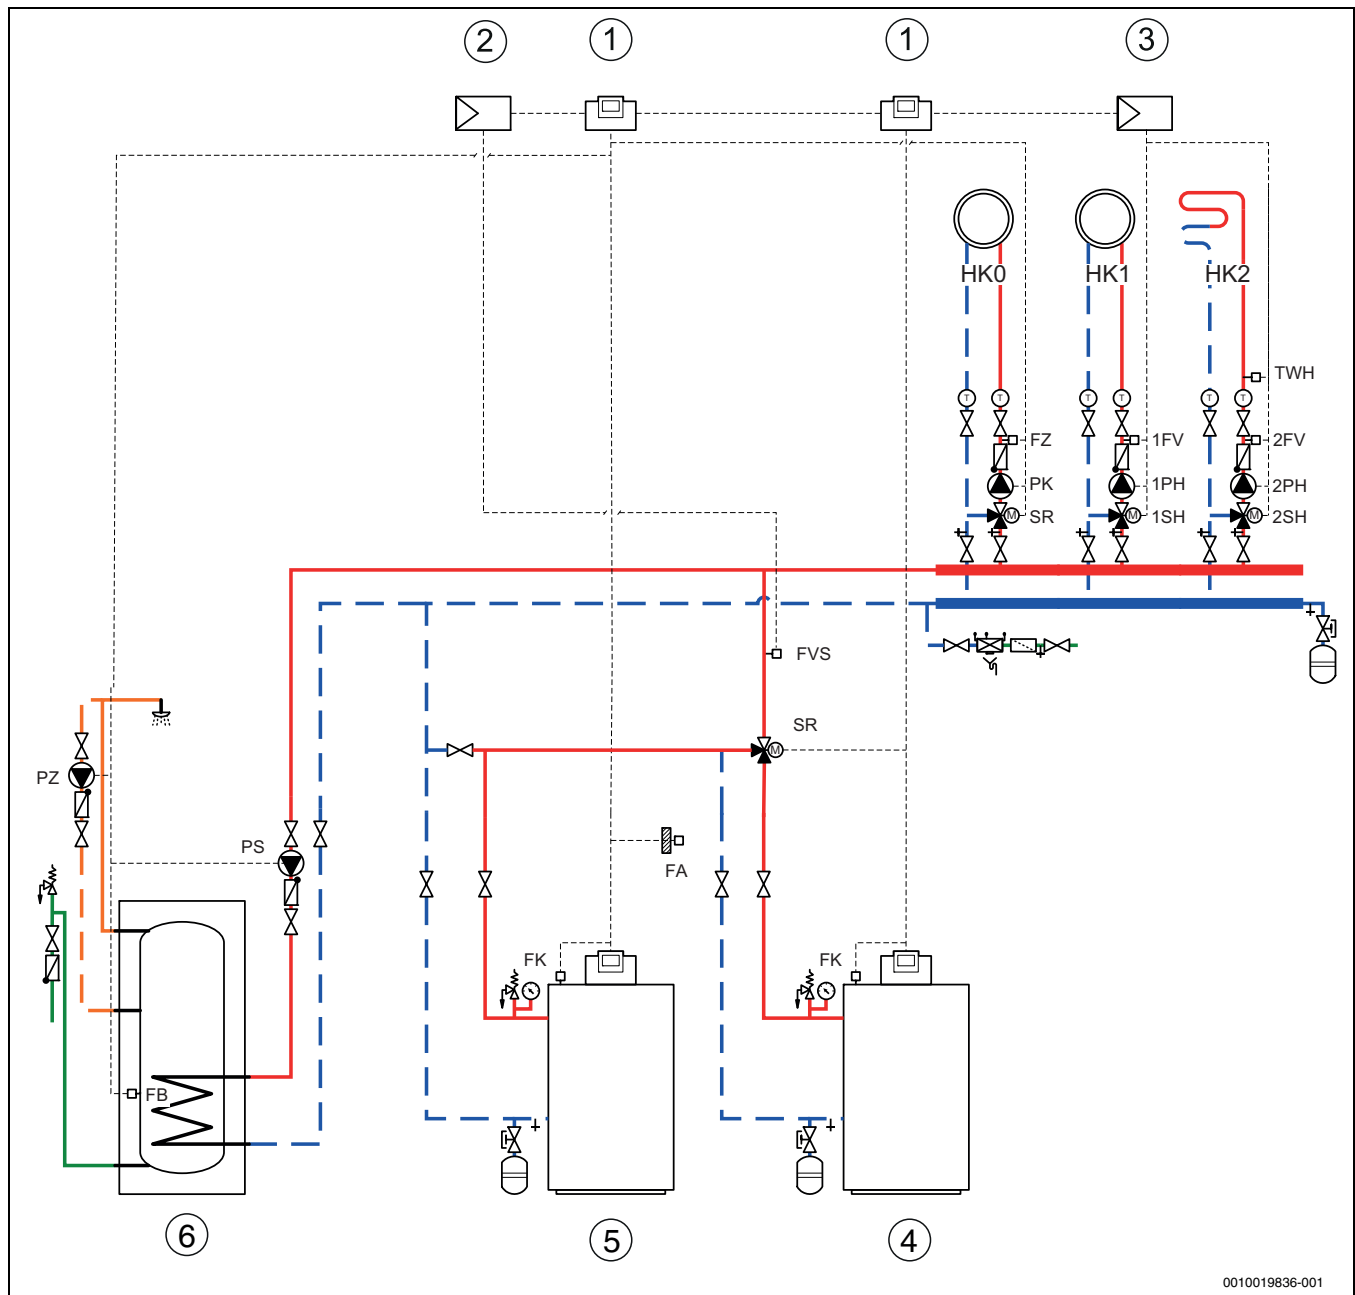 2 1 1 3
HK0 HK1 HK2
TWH
T T T T T T
FZ 1FV 2FV
PK 1PH 2PH
M SR M 1SH M 2SH
FVS
SR
M
PZ
PS
FA
FK FK
FB
6 5 4
0010019836-001